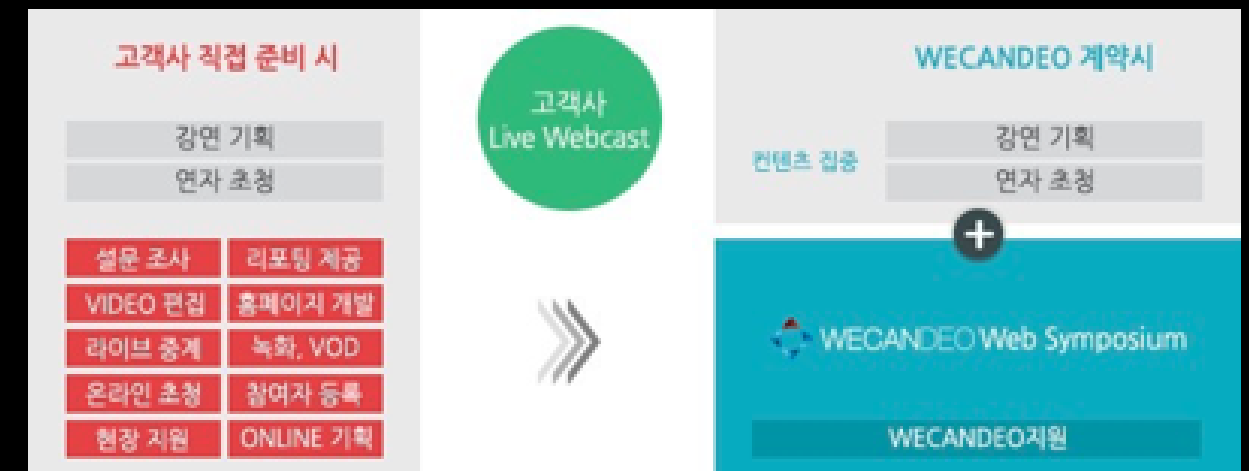 고객사 직접 준비 시
강연 기획
연자 초청
설문 조사
리포팅 제공
VIDEO 편집
홈페이지 개발
라이브 중계
녹화, VOD
온라인 초청
참여자 등록
현장 지원
ONLINE 기획
고객사
Live Webcast
WECANDEO 계약시
컨텐츠 집중
강연 기획
연자 초청
WECANDEO Web Symposium
WECANDEO지원